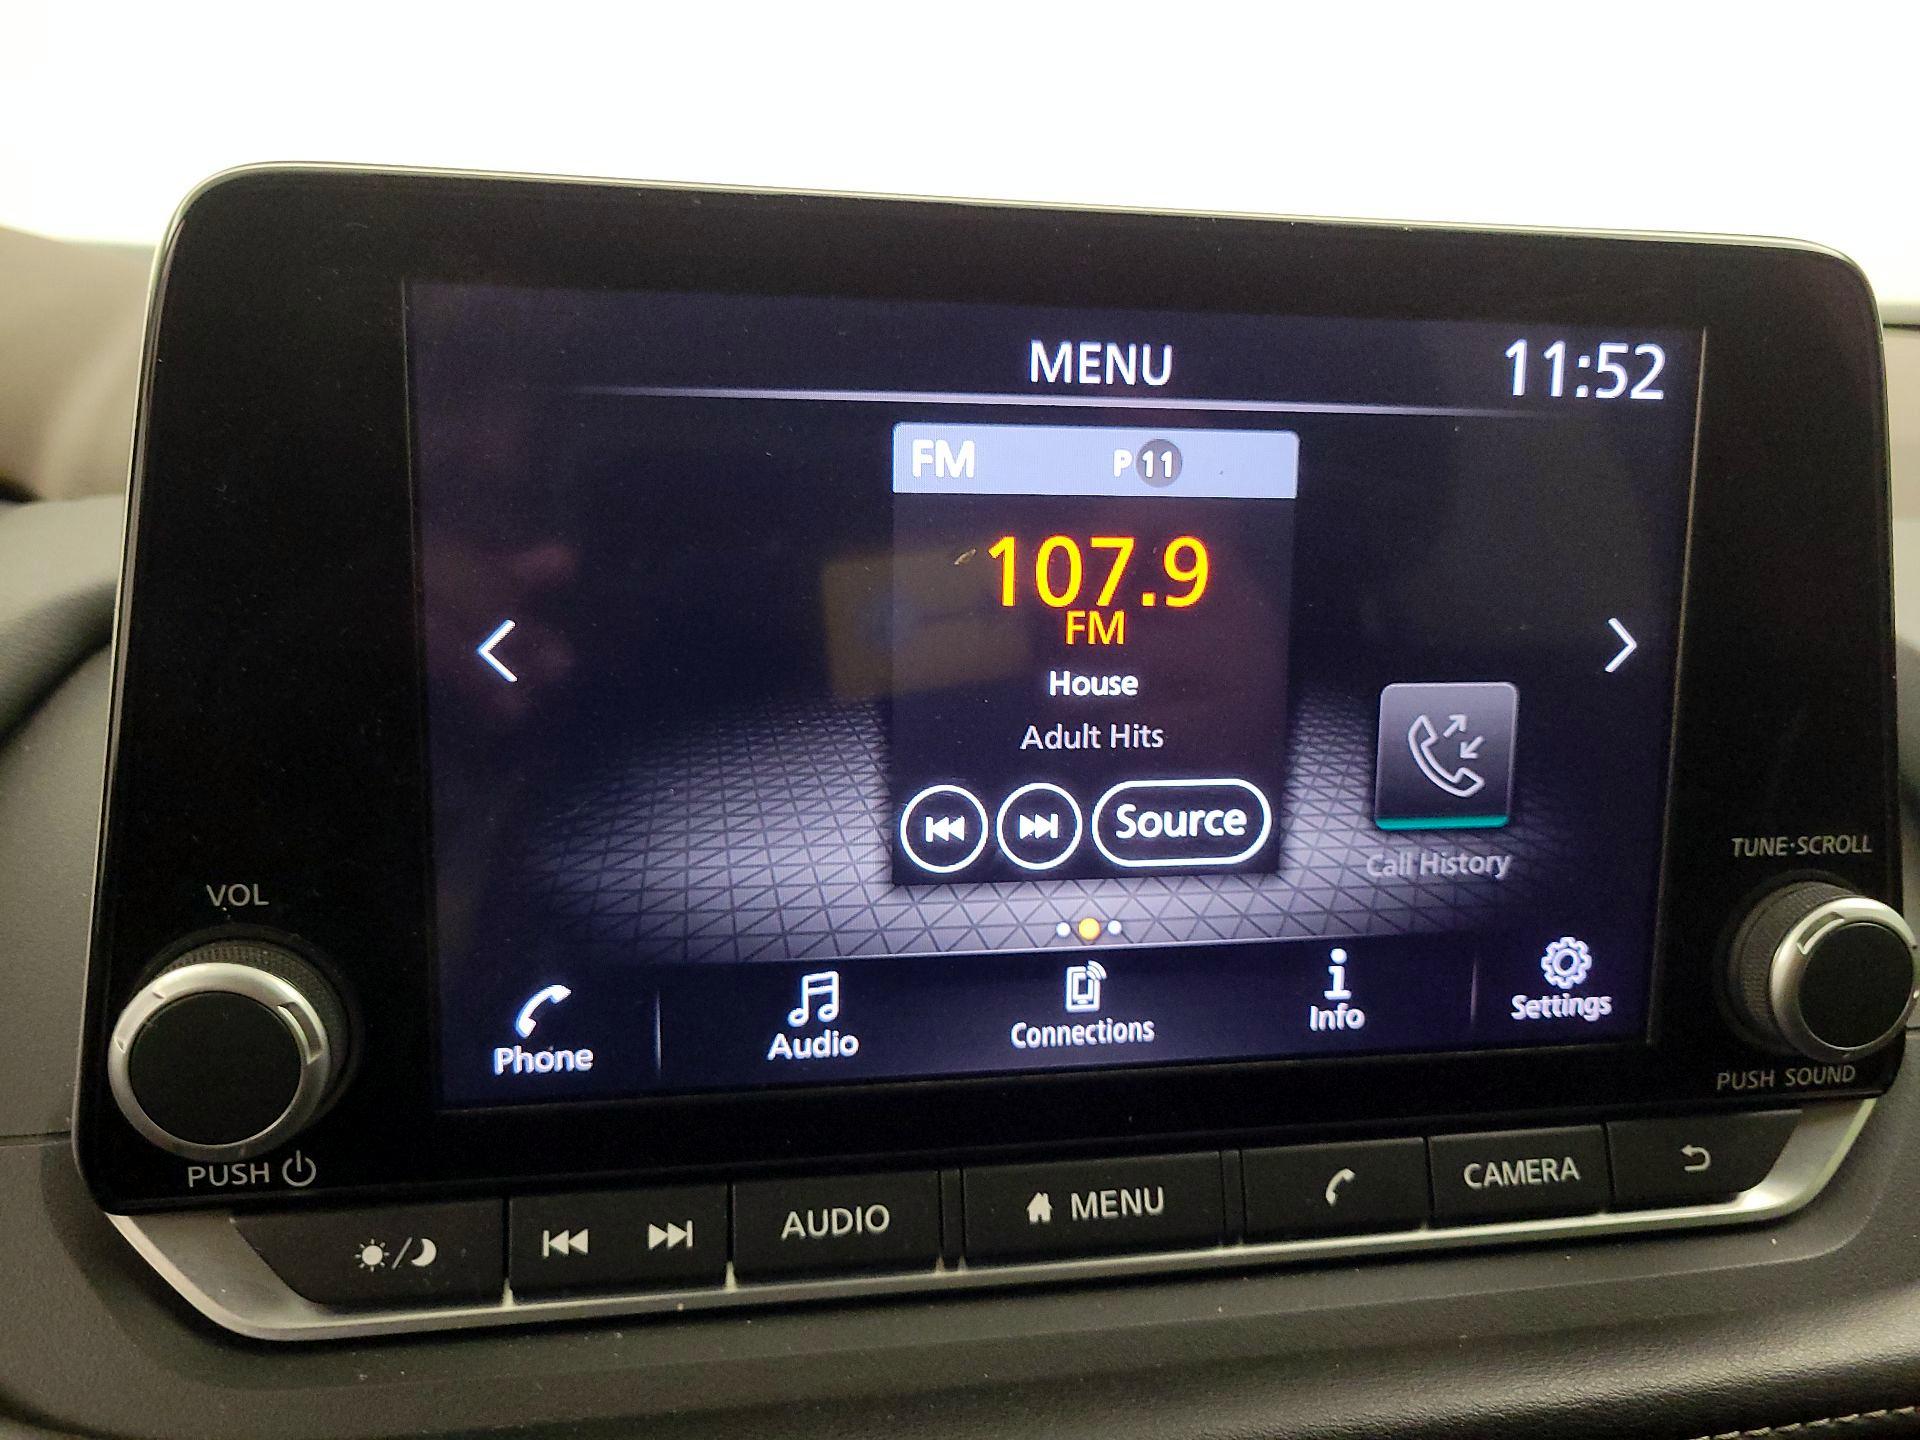 MENU 11:52
FM P 11
107.9
FM
House
Adult Hits
Source
Call History
Phone Audio Connections Info Settings
VOL
PUSH
TUNE·SCROLL
PUSH SOUND
AUDIO MENU CAMERA